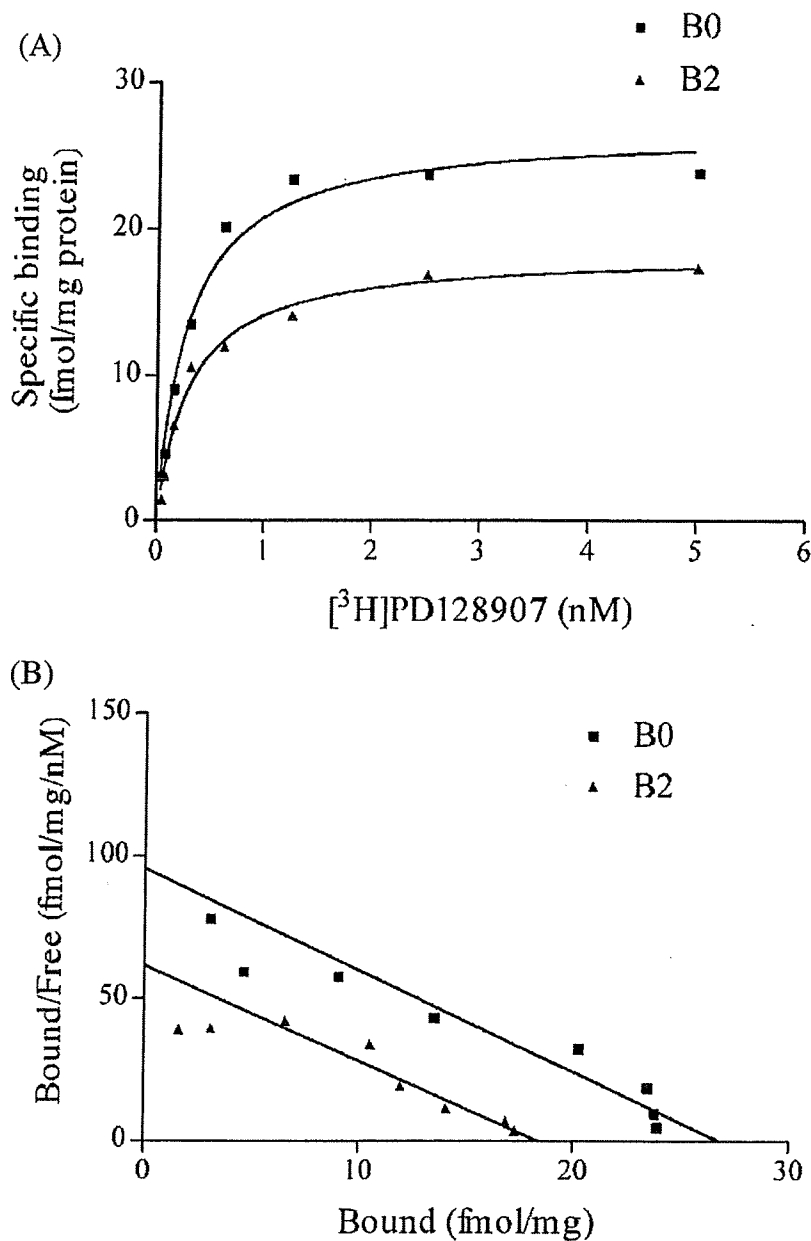 (A)
■ B0
▲ B2
Specific binding
(fmol/mg protein)
30
20
10
0
0 1 2 3 4 5 6
[³H]PD128907 (nM)
(B)
■ B0
▲ B2
Bound/Free (fmol/mg/nM)
150
100
50
0
0 10 20 30
Bound (fmol/mg)